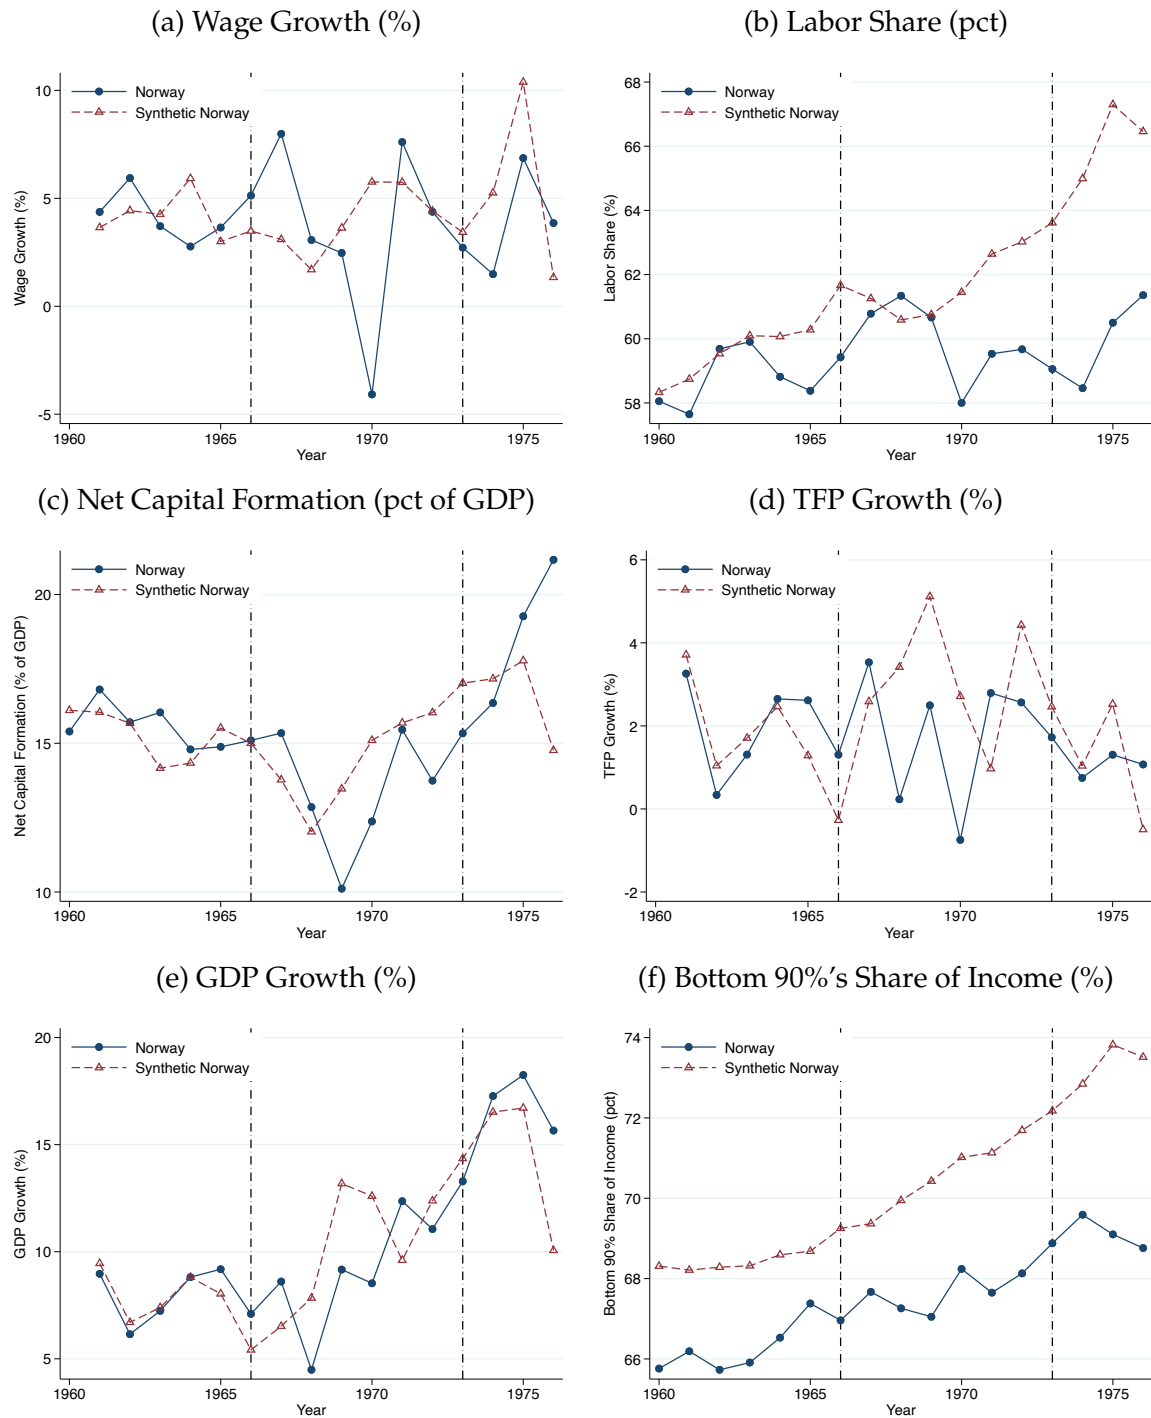 (a) Wage Growth (%)
Norway
Synthetic Norway
Wage Growth (%)
10
5
0
-5
1960
1965
1970
1975
Year
(b) Labor Share (pct)
Norway
Synthetic Norway
Labor Share (%)
68
66
64
62
60
58
1960
1965
1970
1975
Year
(c) Net Capital Formation (pct of GDP)
Norway
Synthetic Norway
Net Capital Formation (% of GDP)
20
15
10
1960
1965
1970
1975
Year
(d) TFP Growth (%)
Norway
Synthetic Norway
TFP Growth (%)
6
4
2
0
-2
1960
1965
1970
1975
Year
(e) GDP Growth (%)
Norway
Synthetic Norway
GDP Growth (%)
20
15
10
5
1960
1965
1970
1975
Year
(f) Bottom 90%'s Share of Income (%)
Norway
Synthetic Norway
Bottom 90% Share of Income (pct)
74
72
70
68
66
1960
1965
1970
1975
Year